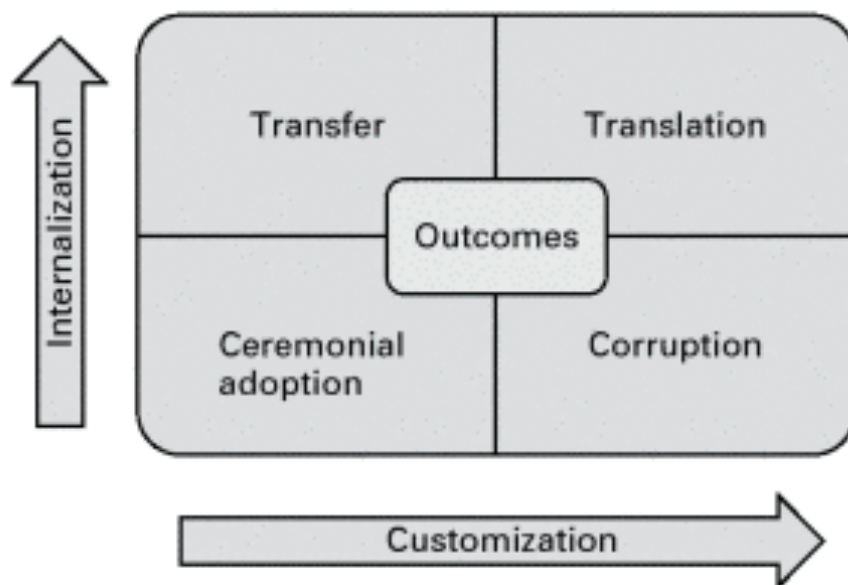 Internalization
Transfer
Translation
Outcomes
Ceremonial
adoption
Corruption
Customization